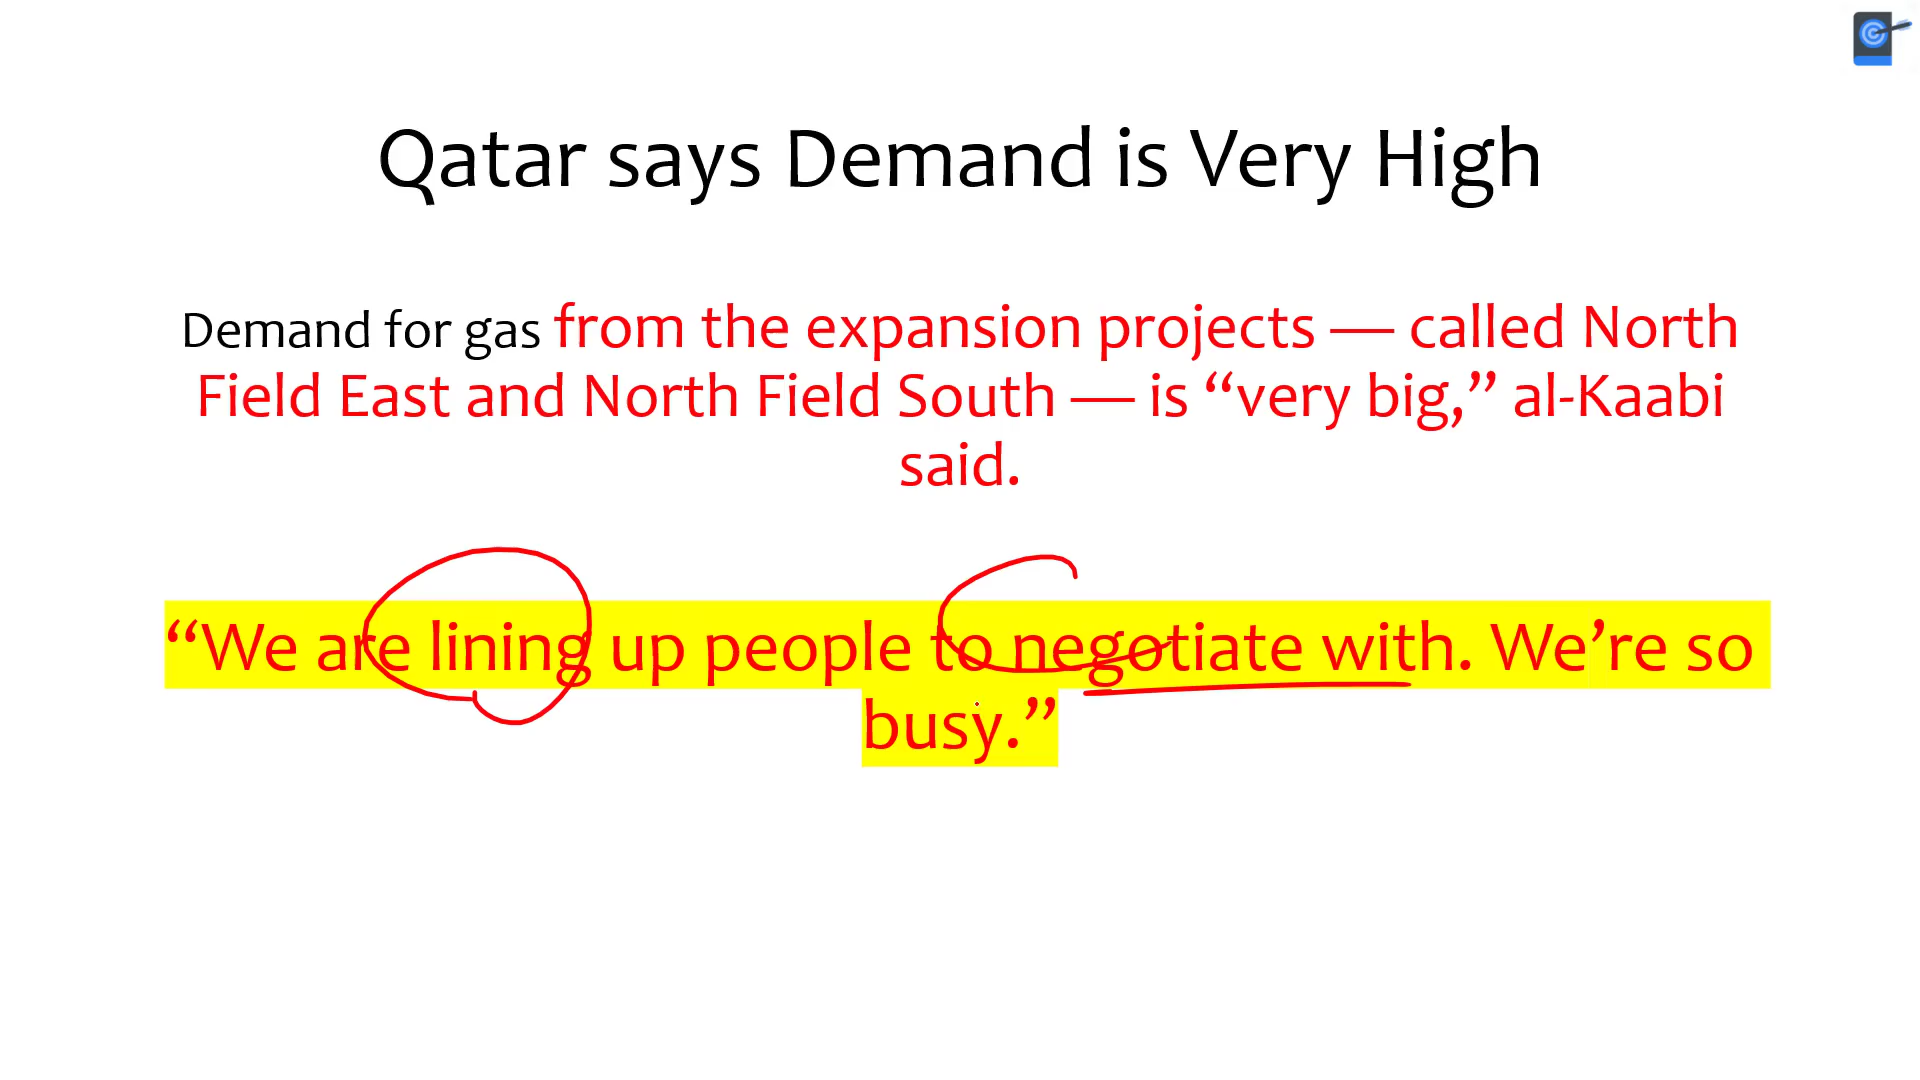 Qatar says Demand is Very High
Demand for gas from the expansion projects — called North
Field East and North Field South — is “very big,” al-Kaabi
said.
“We are lining up people to negotiate with. We’re so
busy.”